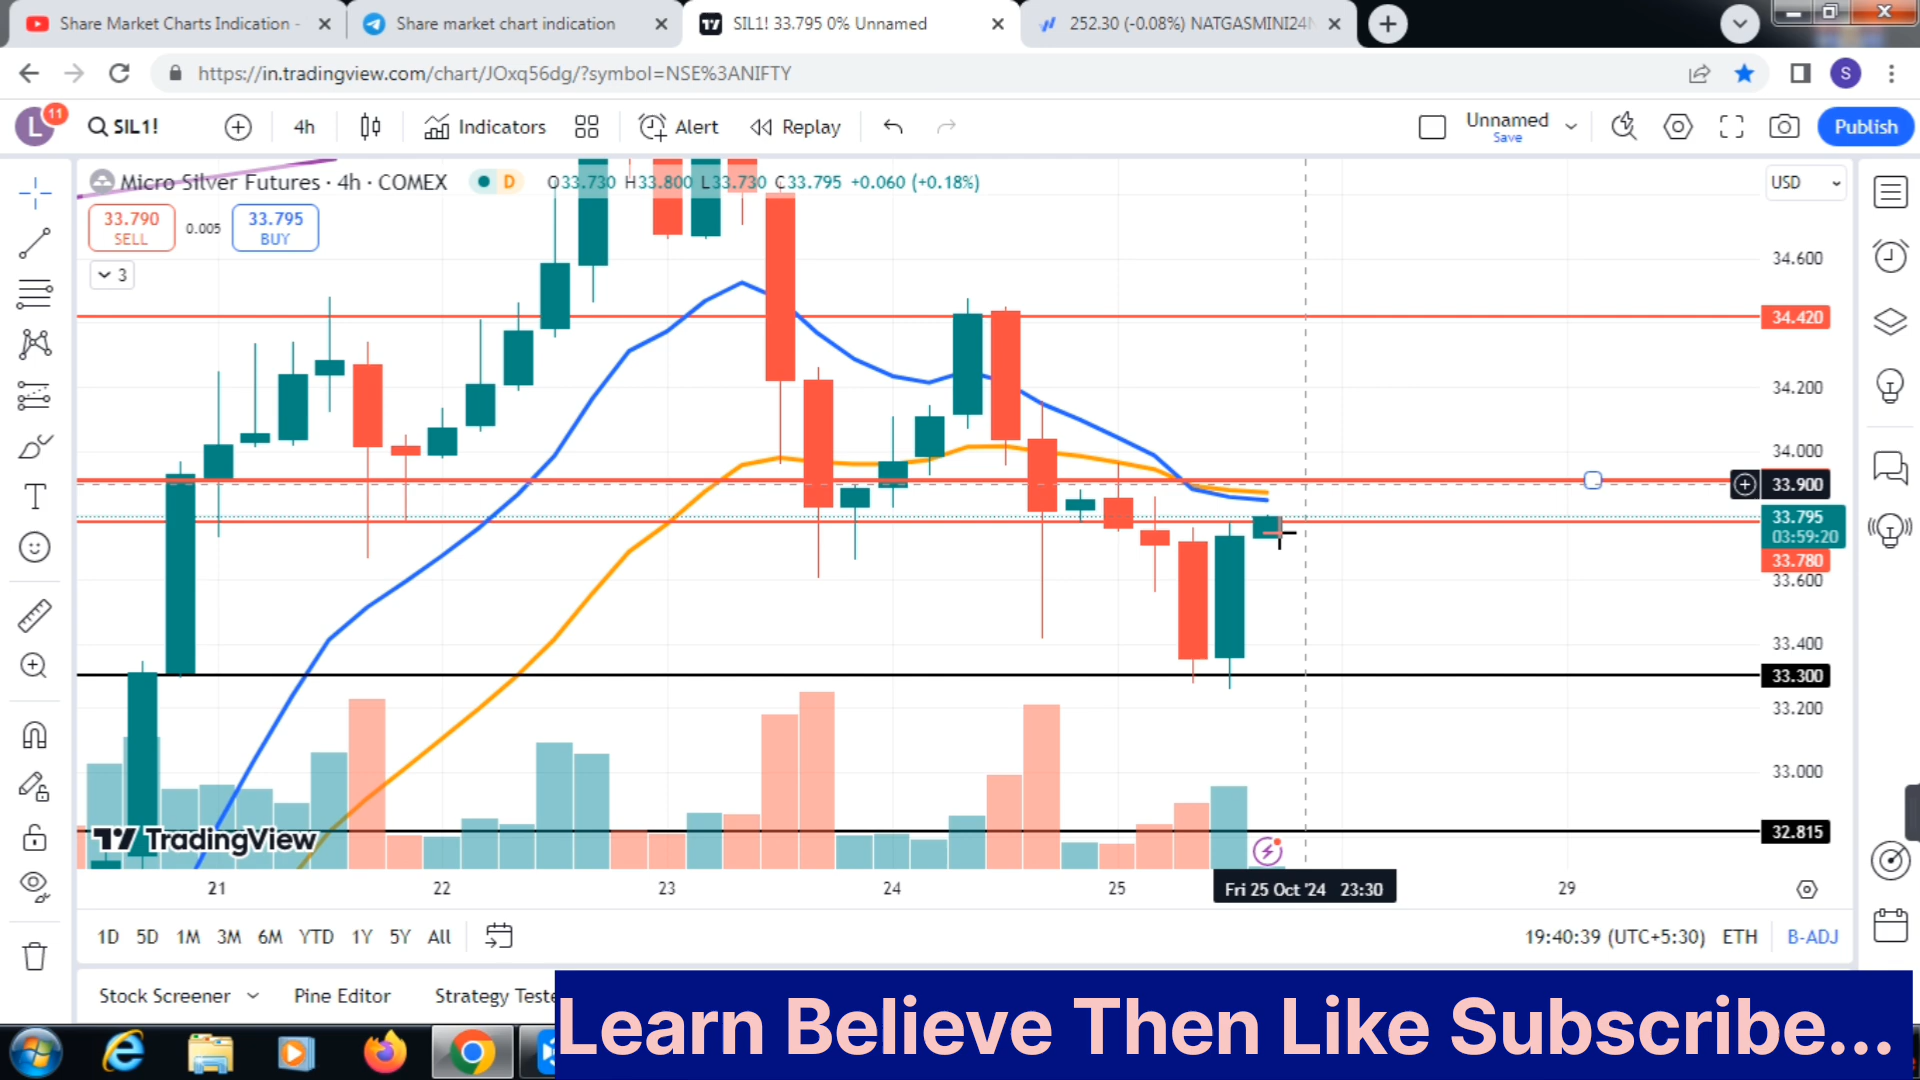 Share Market Charts Indication -
Share market chart indication
SIL1! 33.795 0% Unnamed
252.30 (-0.08%) NATGASMINI24N
https://in.tradingview.com/chart/JOxq56dg/?symbol=NSE%3ANIFTY
S
L
11
SIL1!
4h
Indicators
Alert
Replay
Unnamed
Save
Publish
Micro Silver Futures · 4h · COMEX
D
O33.730 H33.800 L33.730 C33.795 +0.060 (+0.18%)
USD
33.790
SELL
0.005
33.795
BUY
3
34.600
34.420
34.200
34.000
33.900
33.795
03:59:20
33.780
33.600
33.400
33.300
33.200
33.000
32.815
TradingView
21
22
23
24
25
Fri 25 Oct '24 23:30
29
1D
5D
1M
3M
6M
YTD
1Y
5Y
All
19:40:39 (UTC+5:30)
ETH
B-ADJ
Stock Screener
Pine Editor
Strategy Teste
Learn Believe Then Like Subscribe...